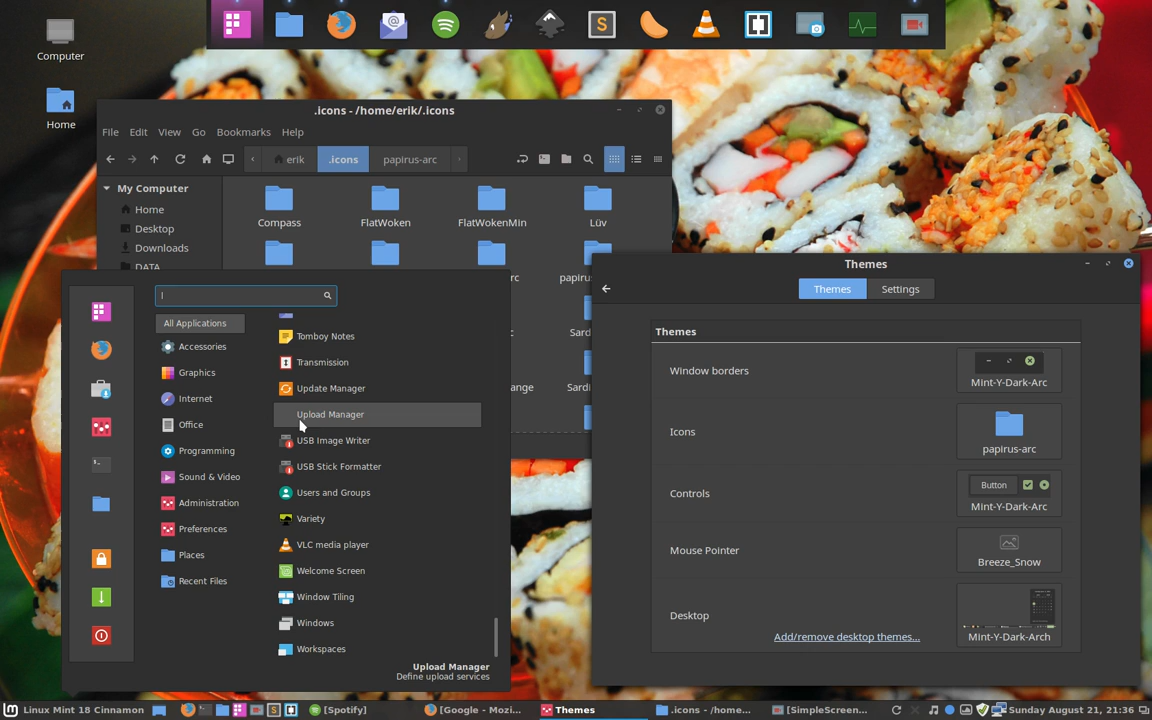 Computer
Home
.icons - /home/erik/.icons
File Edit View Go Bookmarks Help
erik .icons papirus-arc
My Computer
Home
Desktop
Downloads
DATA
Compass FlatWoken FlatWokenMIn Lüv
All Applications
Accessories
Graphics
Internet
Office
Programming
Sound & Video
Administration
Preferences
Places
Recent Files
Tomboy Notes
Transmission
Update Manager
Upload Manager
USB Image Writer
USB Stick Formatter
Users and Groups
Variety
VLC media player
Welcome Screen
Window Tiling
Windows
Workspaces
Upload Manager
Define upload services
Themes
Themes Settings
Themes
Window borders
Mint-Y-Dark-Arc
Icons
papirus-arc
Controls
Button
Mint-Y-Dark-Arc
Mouse Pointer
Breeze_Snow
Desktop
Add/remove desktop themes...
Mint-Y-Dark-Arch
Linux Mint 18 Cinnamon [Spotify] [Google - Mozi... Themes .icons - /home... [SimpleScreen... Sunday August 21, 21:36